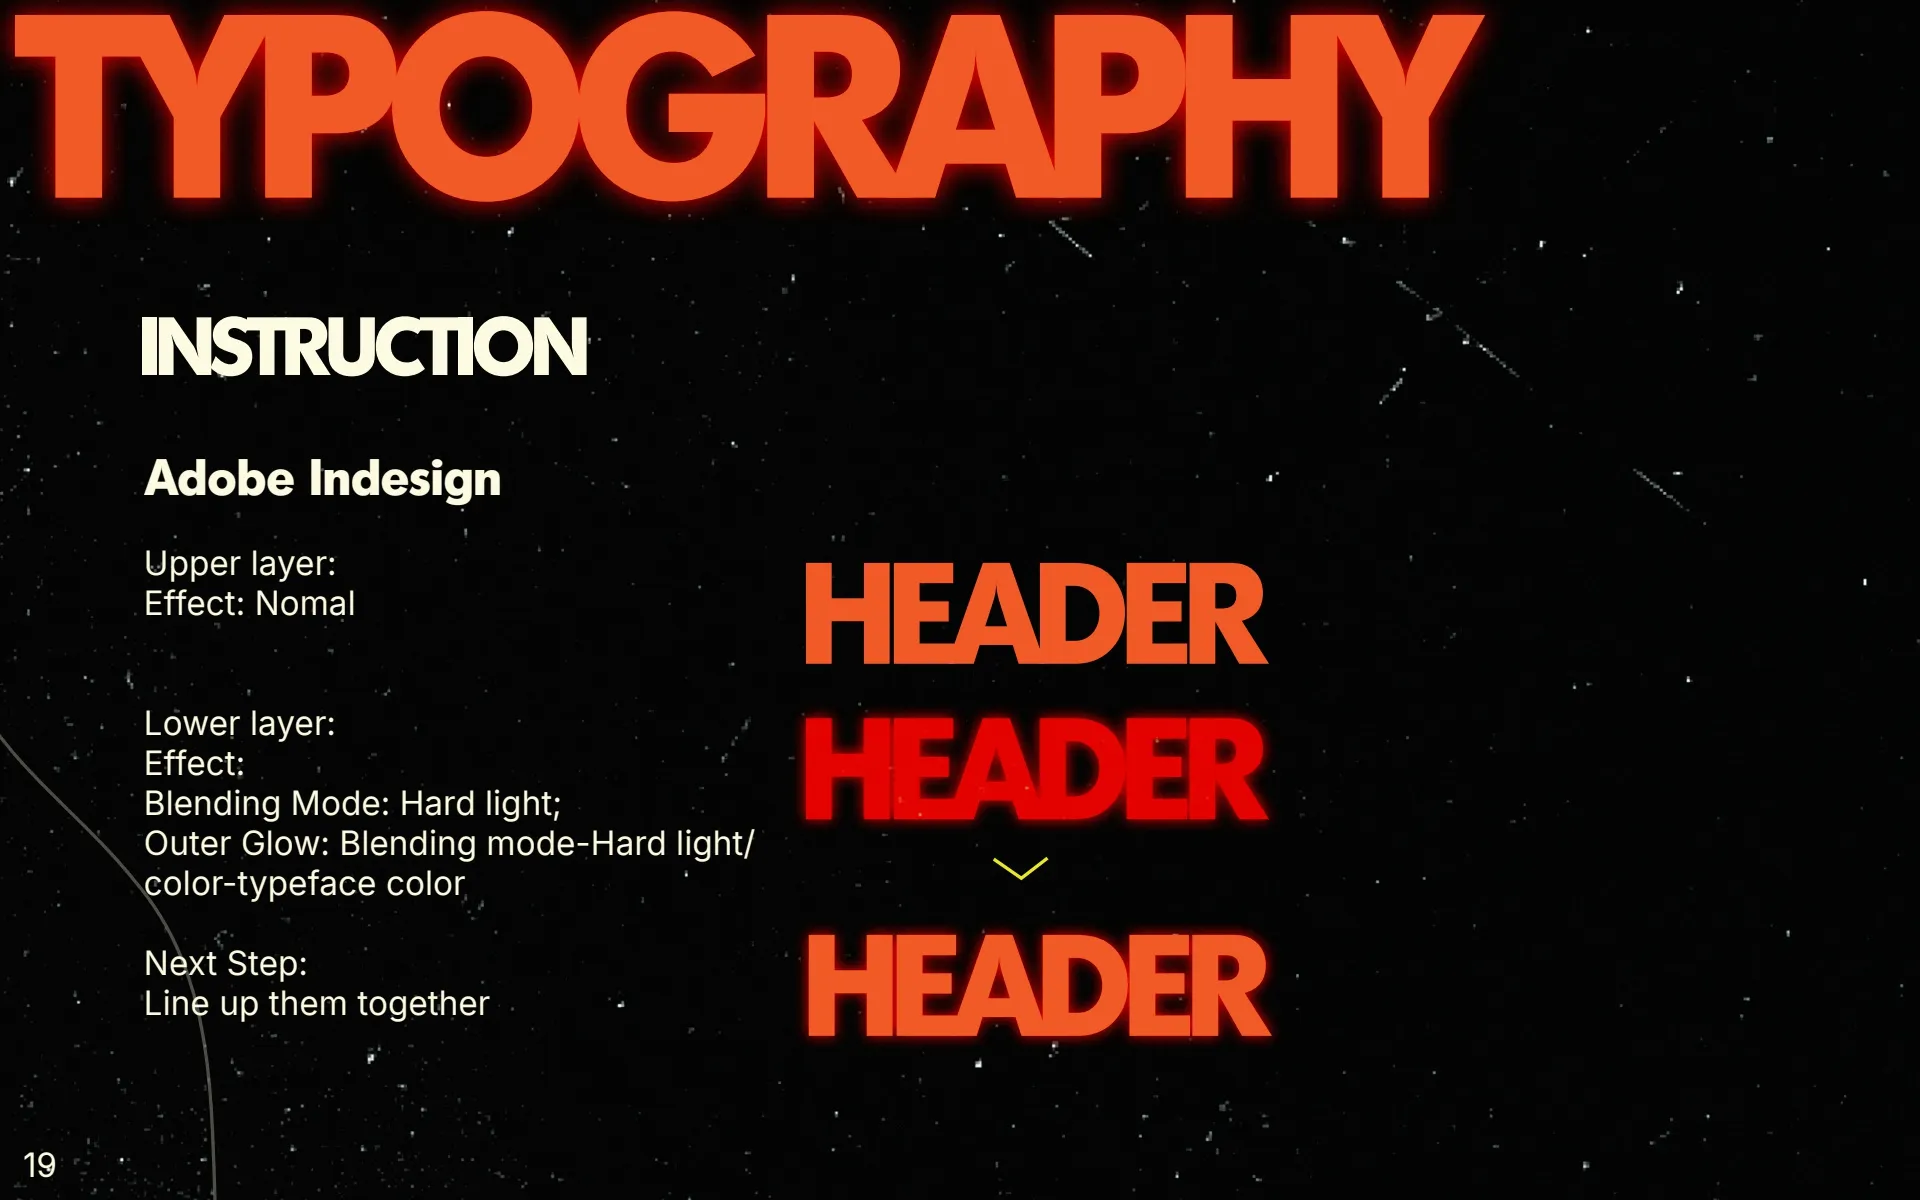 TYPOGRAPHY
INSTRUCTION
Adobe Indesign
Upper layer:
Effect: Nomal
HEADER
Lower layer:
Effect:
Blending Mode: Hard light;
Outer Glow: Blending mode-Hard light/
color-typeface color
HEADER
Next Step:
Line up them together
HEADER
19